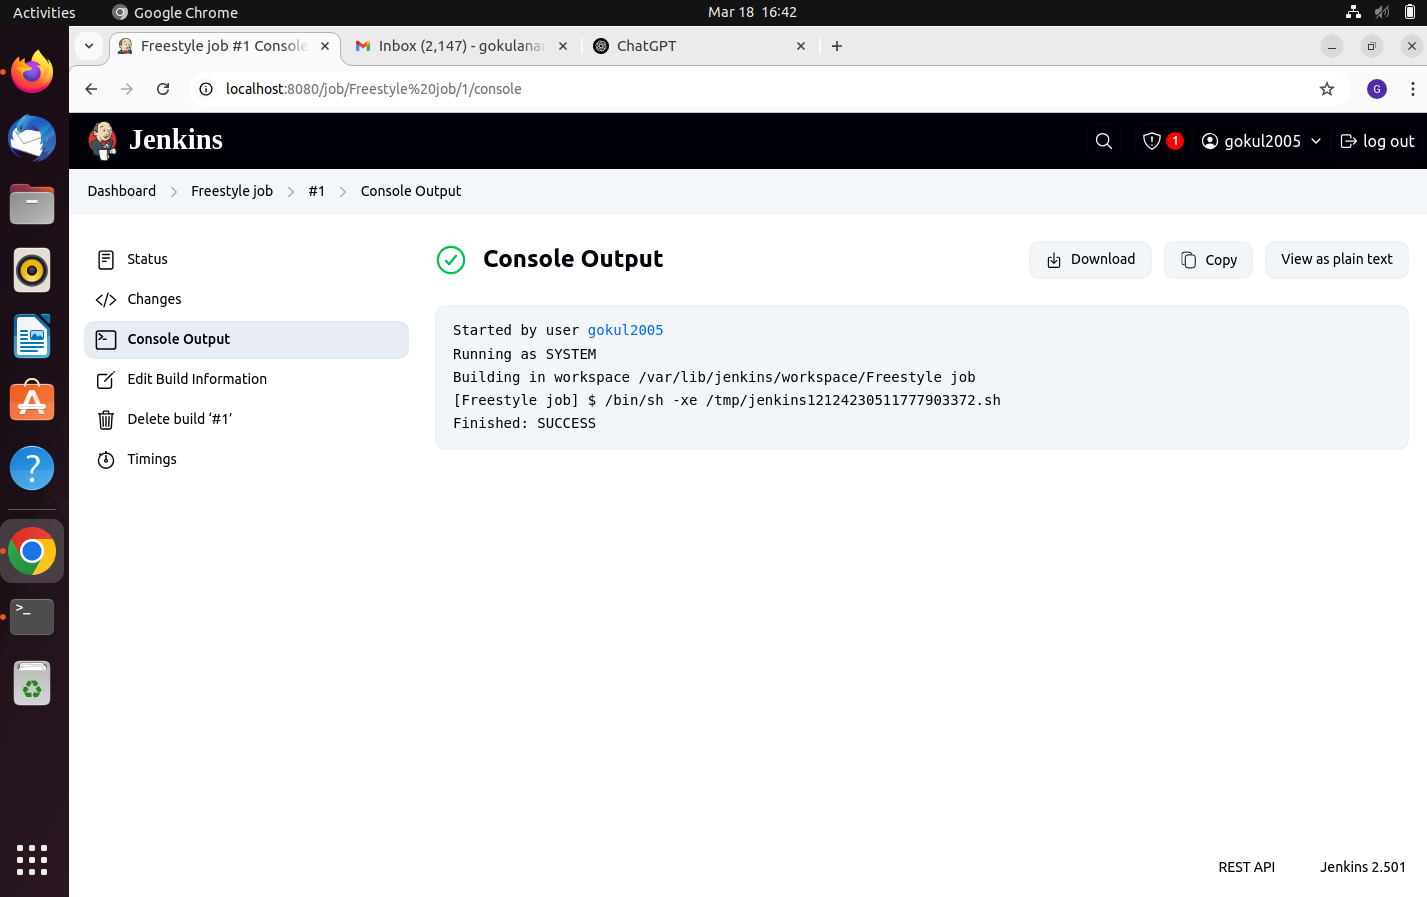 Activities
Google Chrome
Mar 18 16:42
Freestyle job #1 Console
Inbox (2,147) - gokulanan
ChatGPT
localhost:8080/job/Freestyle%20job/1/console
G
Jenkins
1
gokul2005
log out
Dashboard
Freestyle job
#1
Console Output
Status
Changes
Console Output
Edit Build Information
Delete build ‘#1’
Timings
Console Output
Download
Copy
View as plain text
Started by user gokul2005
Running as SYSTEM
Building in workspace /var/lib/jenkins/workspace/Freestyle job
[Freestyle job] $ /bin/sh -xe /tmp/jenkins12124230511777903372.sh
Finished: SUCCESS
REST API
Jenkins 2.501